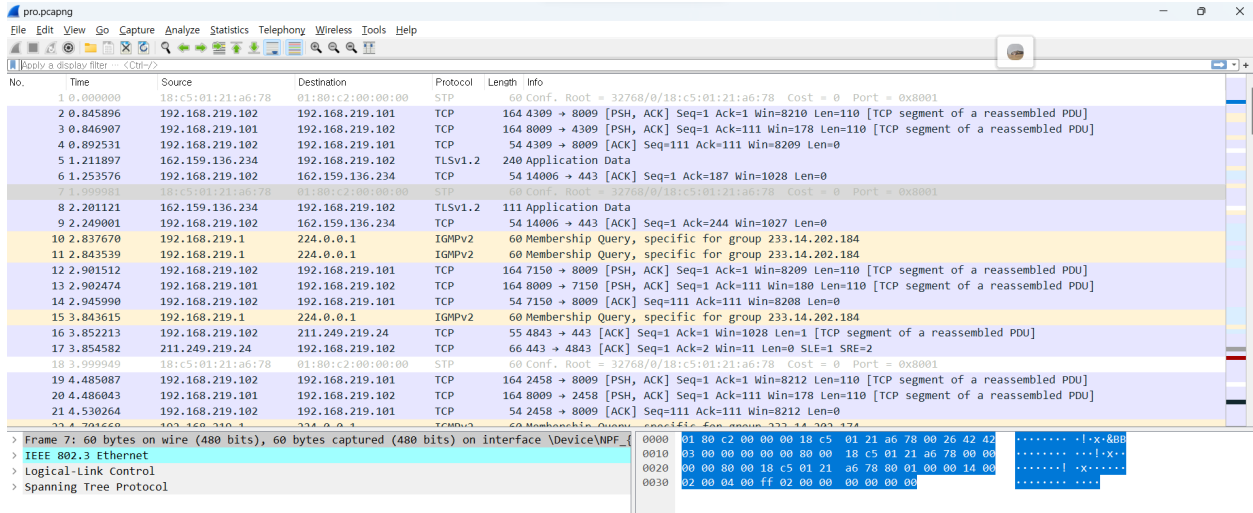 pro.pcapng
File Edit View Go Capture Analyze Statistics Telephony Wireless Tools Help
Apply a display filter ... <Ctrl-/>
No. Time Source Destination Protocol Length Info
1 0.000000 18:c5:01:21:a6:78 01:80:c2:00:00:00 STP 60 Conf. Root = 32768/0/18:c5:01:21:a6:78 Cost = 0 Port = 0x8001
2 0.845896 192.168.219.102 192.168.219.101 TCP 164 4309 → 8009 [PSH, ACK] Seq=1 Ack=1 Win=8210 Len=110 [TCP segment of a reassembled PDU]
3 0.846907 192.168.219.101 192.168.219.102 TCP 164 8009 → 4309 [PSH, ACK] Seq=1 Ack=111 Win=178 Len=110 [TCP segment of a reassembled PDU]
4 0.892531 192.168.219.102 192.168.219.101 TCP 54 4309 → 8009 [ACK] Seq=111 Ack=111 Win=8209 Len=0
5 1.211897 162.159.136.234 192.168.219.102 TLSv1.2 240 Application Data
6 1.253576 192.168.219.102 162.159.136.234 TCP 54 14006 → 443 [ACK] Seq=1 Ack=187 Win=1028 Len=0
7 1.999981 18:c5:01:21:a6:78 01:80:c2:00:00:00 STP 60 Conf. Root = 32768/0/18:c5:01:21:a6:78 Cost = 0 Port = 0x8001
8 2.201121 162.159.136.234 192.168.219.102 TLSv1.2 111 Application Data
9 2.249001 192.168.219.102 162.159.136.234 TCP 54 14006 → 443 [ACK] Seq=1 Ack=244 Win=1027 Len=0
10 2.837670 192.168.219.1 224.0.0.1 IGMPv2 60 Membership Query, specific for group 233.14.202.184
11 2.843539 192.168.219.1 224.0.0.1 IGMPv2 60 Membership Query, specific for group 233.14.202.184
12 2.901512 192.168.219.102 192.168.219.101 TCP 164 7150 → 8009 [PSH, ACK] Seq=1 Ack=1 Win=8209 Len=110 [TCP segment of a reassembled PDU]
13 2.902474 192.168.219.101 192.168.219.102 TCP 164 8009 → 7150 [PSH, ACK] Seq=1 Ack=111 Win=180 Len=110 [TCP segment of a reassembled PDU]
14 2.945990 192.168.219.102 192.168.219.101 TCP 54 7150 → 8009 [ACK] Seq=111 Ack=111 Win=8208 Len=0
15 3.843615 192.168.219.1 224.0.0.1 IGMPv2 60 Membership Query, specific for group 233.14.202.184
16 3.852213 192.168.219.102 211.249.219.24 TCP 55 4843 → 443 [ACK] Seq=1 Ack=1 Win=1028 Len=1 [TCP segment of a reassembled PDU]
17 3.854582 211.249.219.24 192.168.219.102 TCP 66 443 → 4843 [ACK] Seq=1 Ack=2 Win=11 Len=0 SLE=1 SRE=2
18 3.999949 18:c5:01:21:a6:78 01:80:c2:00:00:00 STP 60 Conf. Root = 32768/0/18:c5:01:21:a6:78 Cost = 0 Port = 0x8001
19 4.485087 192.168.219.102 192.168.219.101 TCP 164 2458 → 8009 [PSH, ACK] Seq=1 Ack=1 Win=8212 Len=110 [TCP segment of a reassembled PDU]
20 4.486043 192.168.219.101 192.168.219.102 TCP 164 8009 → 2458 [PSH, ACK] Seq=1 Ack=111 Win=178 Len=110 [TCP segment of a reassembled PDU]
21 4.530264 192.168.219.102 192.168.219.101 TCP 54 2458 → 8009 [ACK] Seq=111 Ack=111 Win=8212 Len=0
Frame 7: 60 bytes on wire (480 bits), 60 bytes captured (480 bits) on interface \Device\NPF_{
IEEE 802.3 Ethernet
Logical-Link Control
Spanning Tree Protocol
0000 01 80 c2 00 00 00 18 c5 01 21 a6 78 00 26 42 42 ········ ·!·x·&BB
0010 03 00 00 00 00 00 80 00 18 c5 01 21 a6 78 00 00 ········ ···!·x··
0020 00 00 80 00 18 c5 01 21 a6 78 80 01 00 00 14 00 ·······! ·x······
0030 02 00 04 00 ff 02 00 00 00 00 00 00 ········ ····